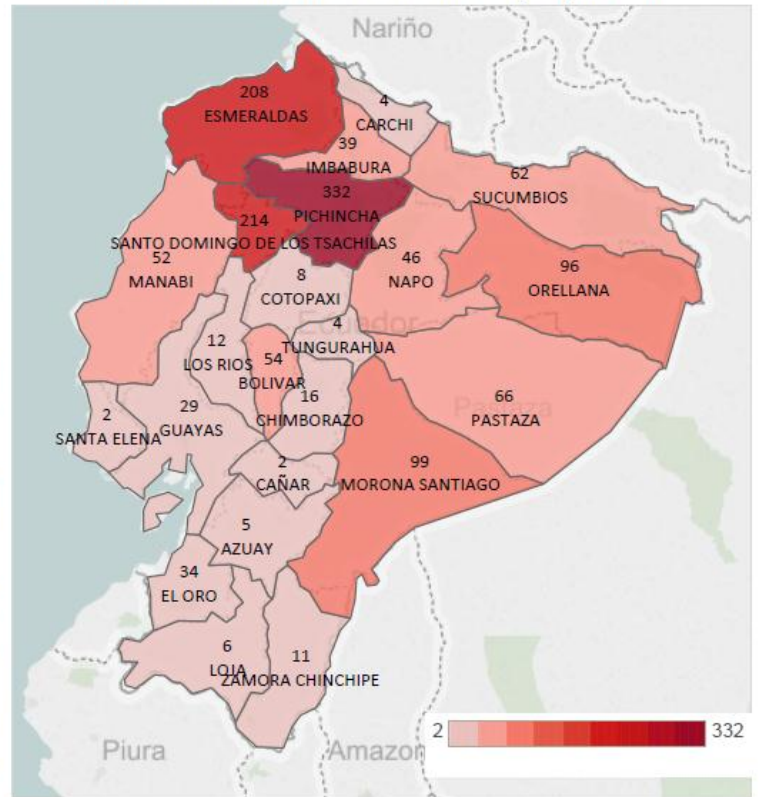 Nariño
208
ESMERALDAS
4
CARCHI
39
IMBABURA
62
SUCUMBIOS
332
PICHINCHA
214
SANTO DOMINGO DE LOS TSACHILAS
52
MANABI
46
NAPO
96
ORELLANA
8
COTOPAXI
Ecuador
4
TUNGURAHUA
12
LOS RIOS
54
BOLIVAR
16
CHIMBORAZO
66
Pastaza
PASTAZA
2
SANTA ELENA
29
GUAYAS
2
CAÑAR
99
MORONA SANTIAGO
5
AZUAY
34
EL ORO
6
LOJA
11
ZAMORA CHINCHIPE
2 332
Piura
Amazon